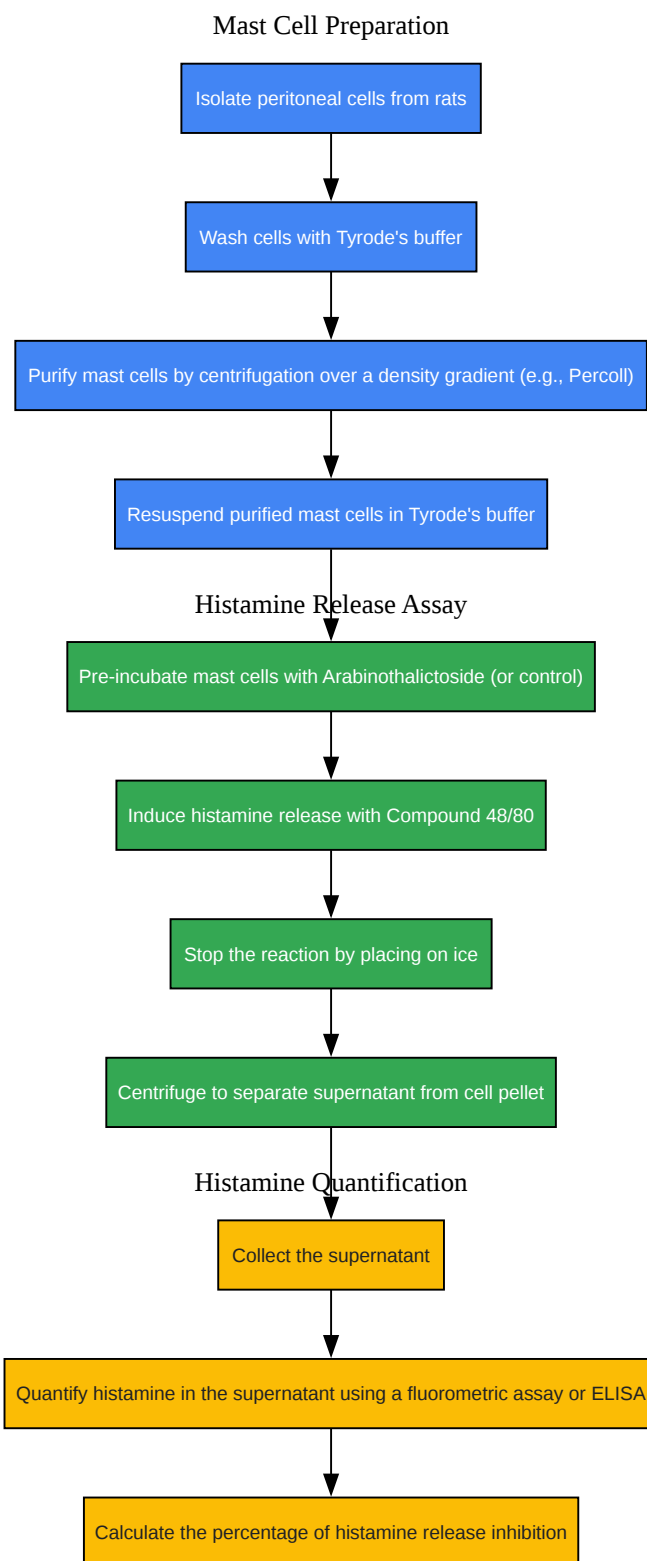 Mast Cell Preparation
Isolate peritoneal cells from rats
Wash cells with Tyrode's buffer
Purify mast cells by centrifugation over a density gradient (e.g., Percoll)
Resuspend purified mast cells in Tyrode's buffer
Histamine Release Assay
Pre-incubate mast cells with Arabinothalictoside (or control)
Induce histamine release with Compound 48/80
Stop the reaction by placing on ice
Centrifuge to separate supernatant from cell pellet
Histamine Quantification
Collect the supernatant
Quantify histamine in the supernatant using a fluorometric assay or ELISA
Calculate the percentage of histamine release inhibition